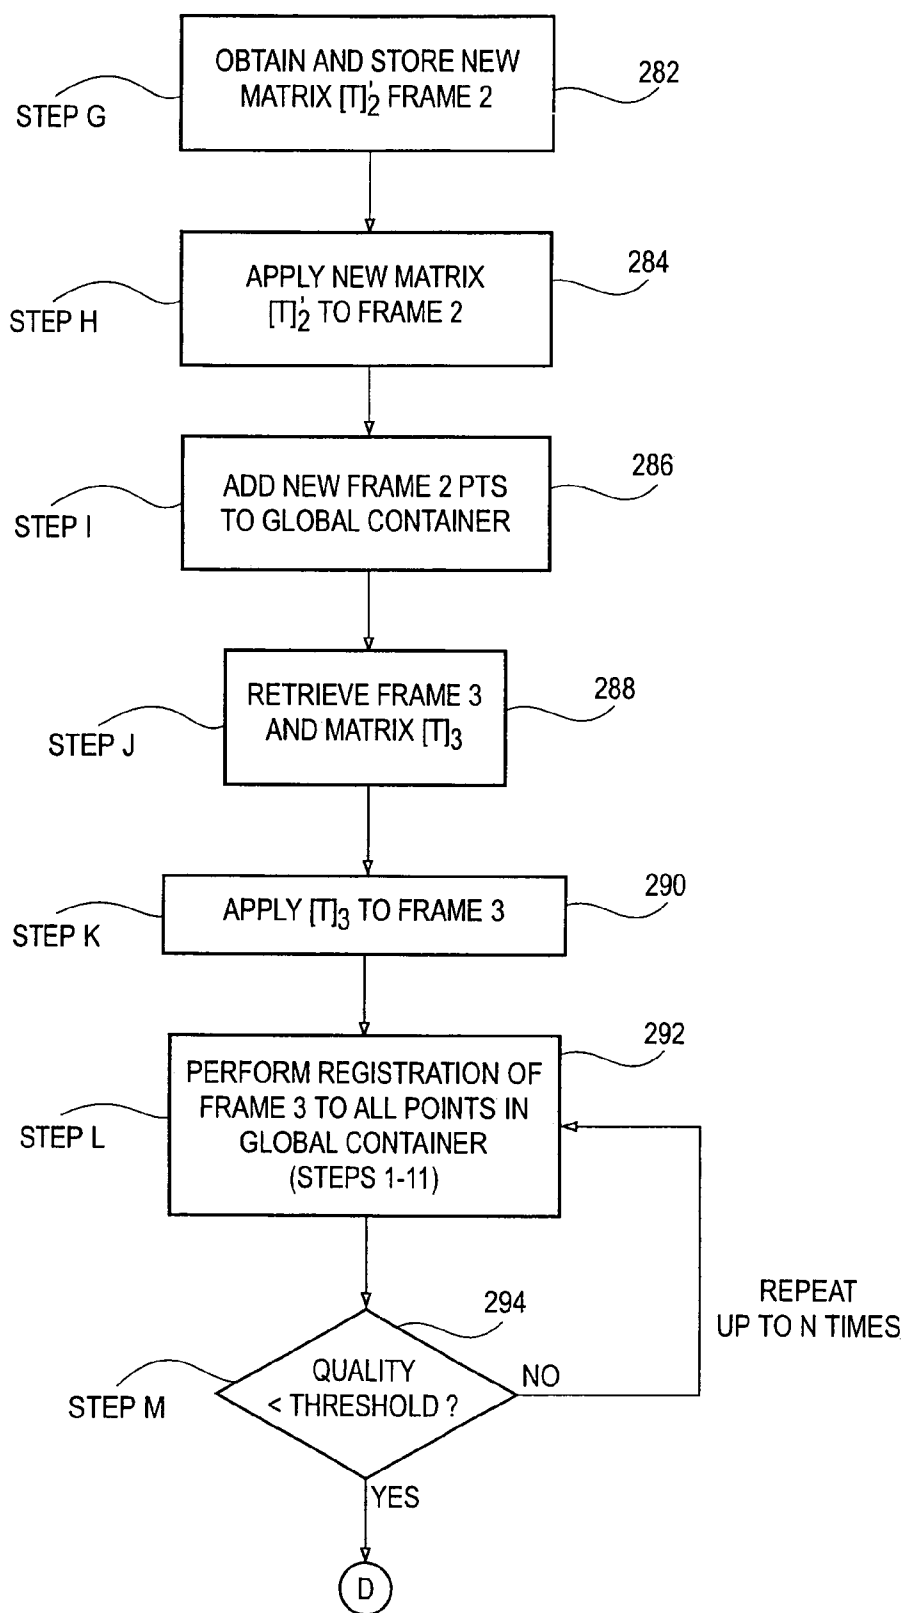 OBTAIN AND STORE NEW
MATRIX [T]₂' FRAME 2
282
STEP G
APPLY NEW MATRIX
[T]₂' TO FRAME 2
284
STEP H
ADD NEW FRAME 2 PTS
TO GLOBAL CONTAINER
286
STEP I
RETRIEVE FRAME 3
AND MATRIX [T]₃
288
STEP J
APPLY [T]₃ TO FRAME 3
290
STEP K
PERFORM REGISTRATION OF
FRAME 3 TO ALL POINTS IN
GLOBAL CONTAINER
(STEPS 1-11)
292
STEP L
QUALITY
< THRESHOLD ?
294
STEP M
NO
REPEAT
UP TO N TIMES
YES
D